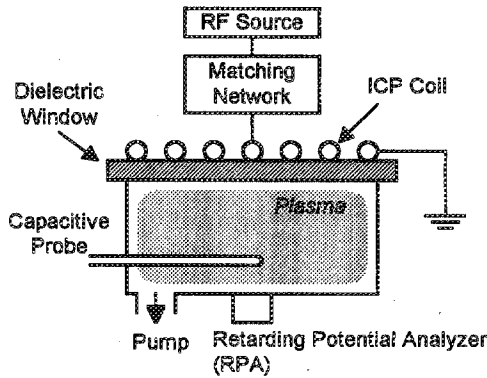 RF Source
Matching
Network
ICP Coil
Dielectric
Window
Plasma
Capacitive
Probe
Pump
Retarding Potential Analyzer
(RPA)